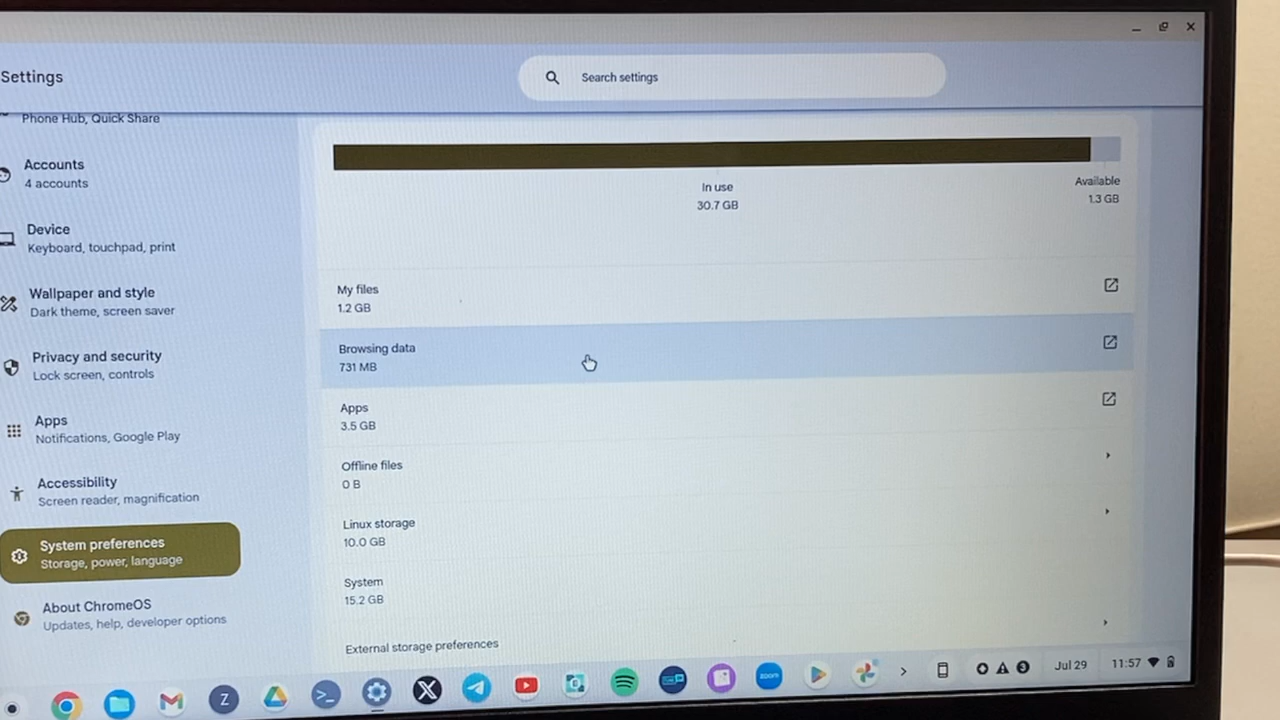 Settings
Search settings
Phone Hub, Quick Share
Accounts
4 accounts
Device
Keyboard, touchpad, print
Wallpaper and style
Dark theme, screen saver
Privacy and security
Lock screen, controls
Apps
Notifications, Google Play
Accessibility
Screen reader, magnification
System preferences
Storage, power, language
About ChromeOS
Updates, help, developer options
In use
30.7 GB
Available
1.3 GB
My files
1.2 GB
Browsing data
731 MB
Apps
3.5 GB
Offline files
0 B
Linux storage
10.0 GB
System
15.2 GB
External storage preferences
Z
zoom
3
Jul 29
11:57